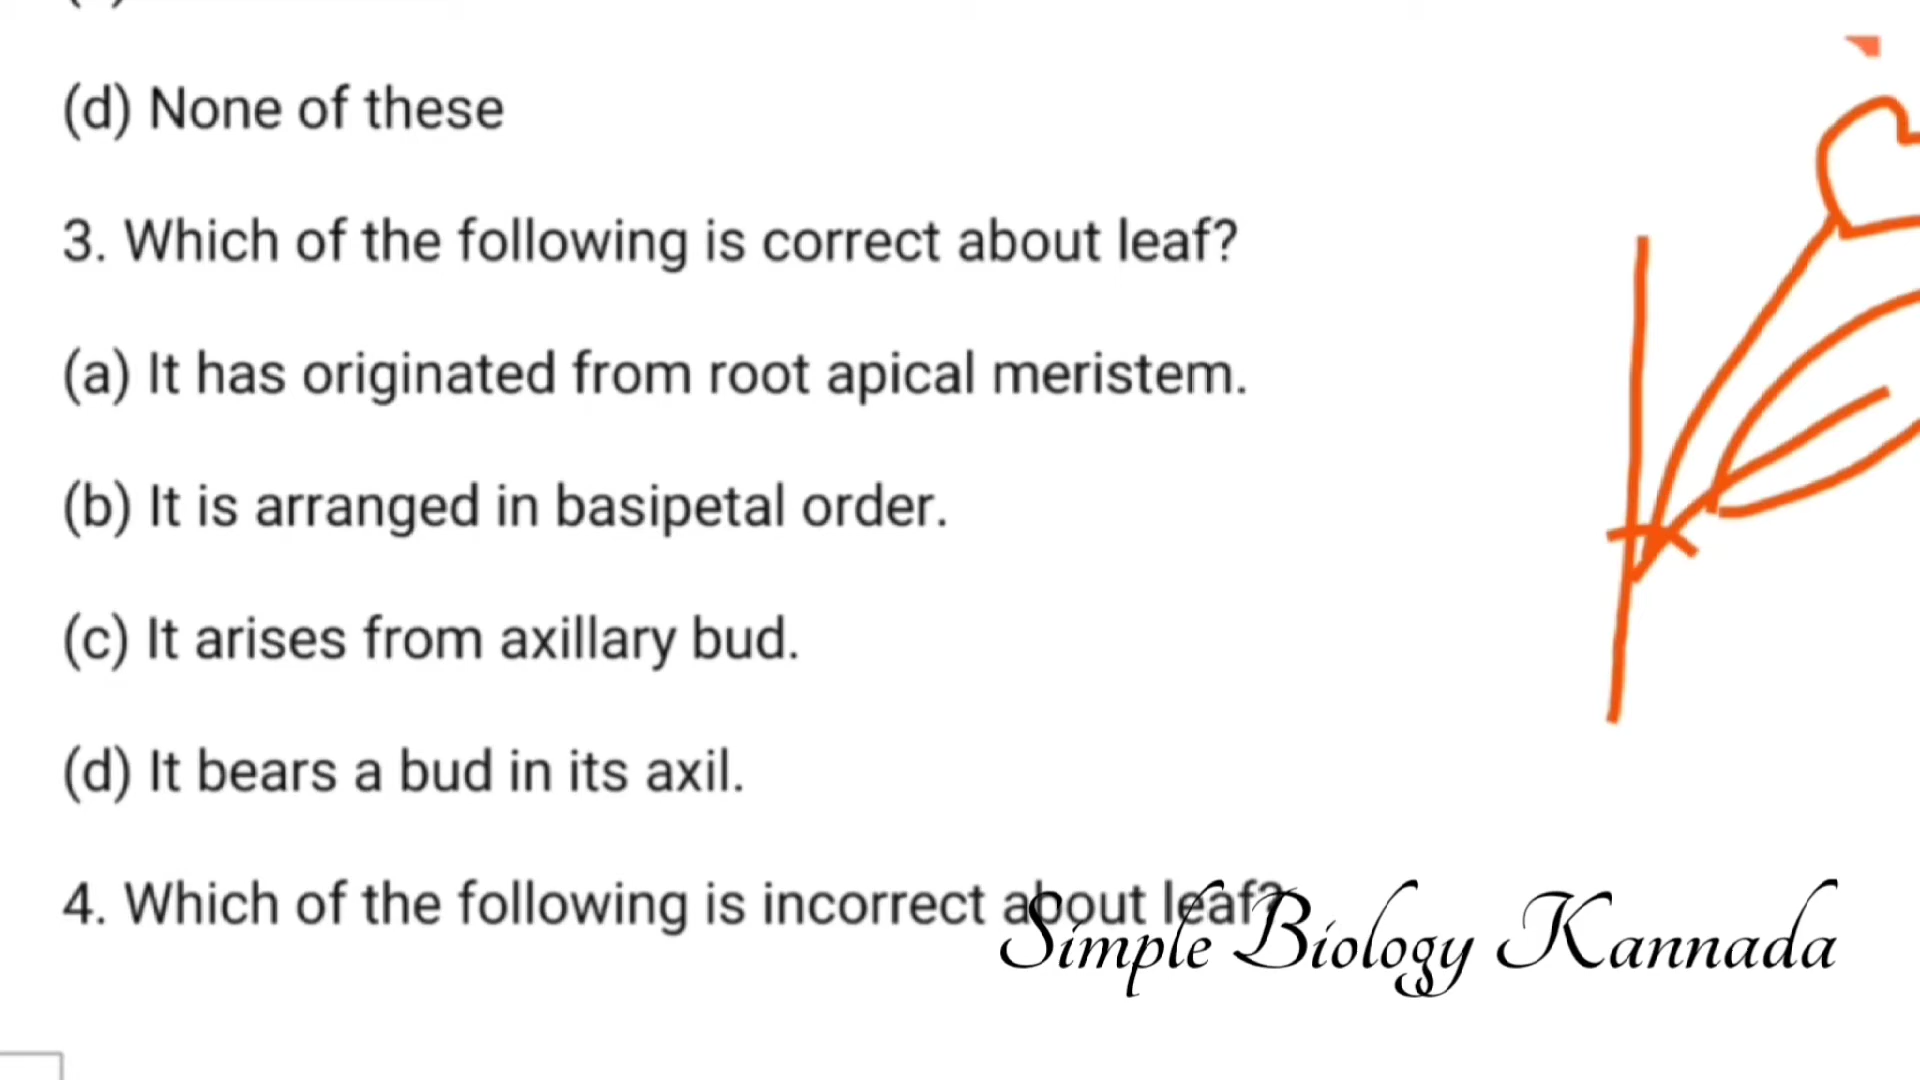 (d) None of these
3. Which of the following is correct about leaf?
(a) It has originated from root apical meristem.
(b) It is arranged in basipetal order.
(c) It arises from axillary bud.
(d) It bears a bud in its axil.
4. Which of the following is incorrect about leaf?
Simple Biology Kannada